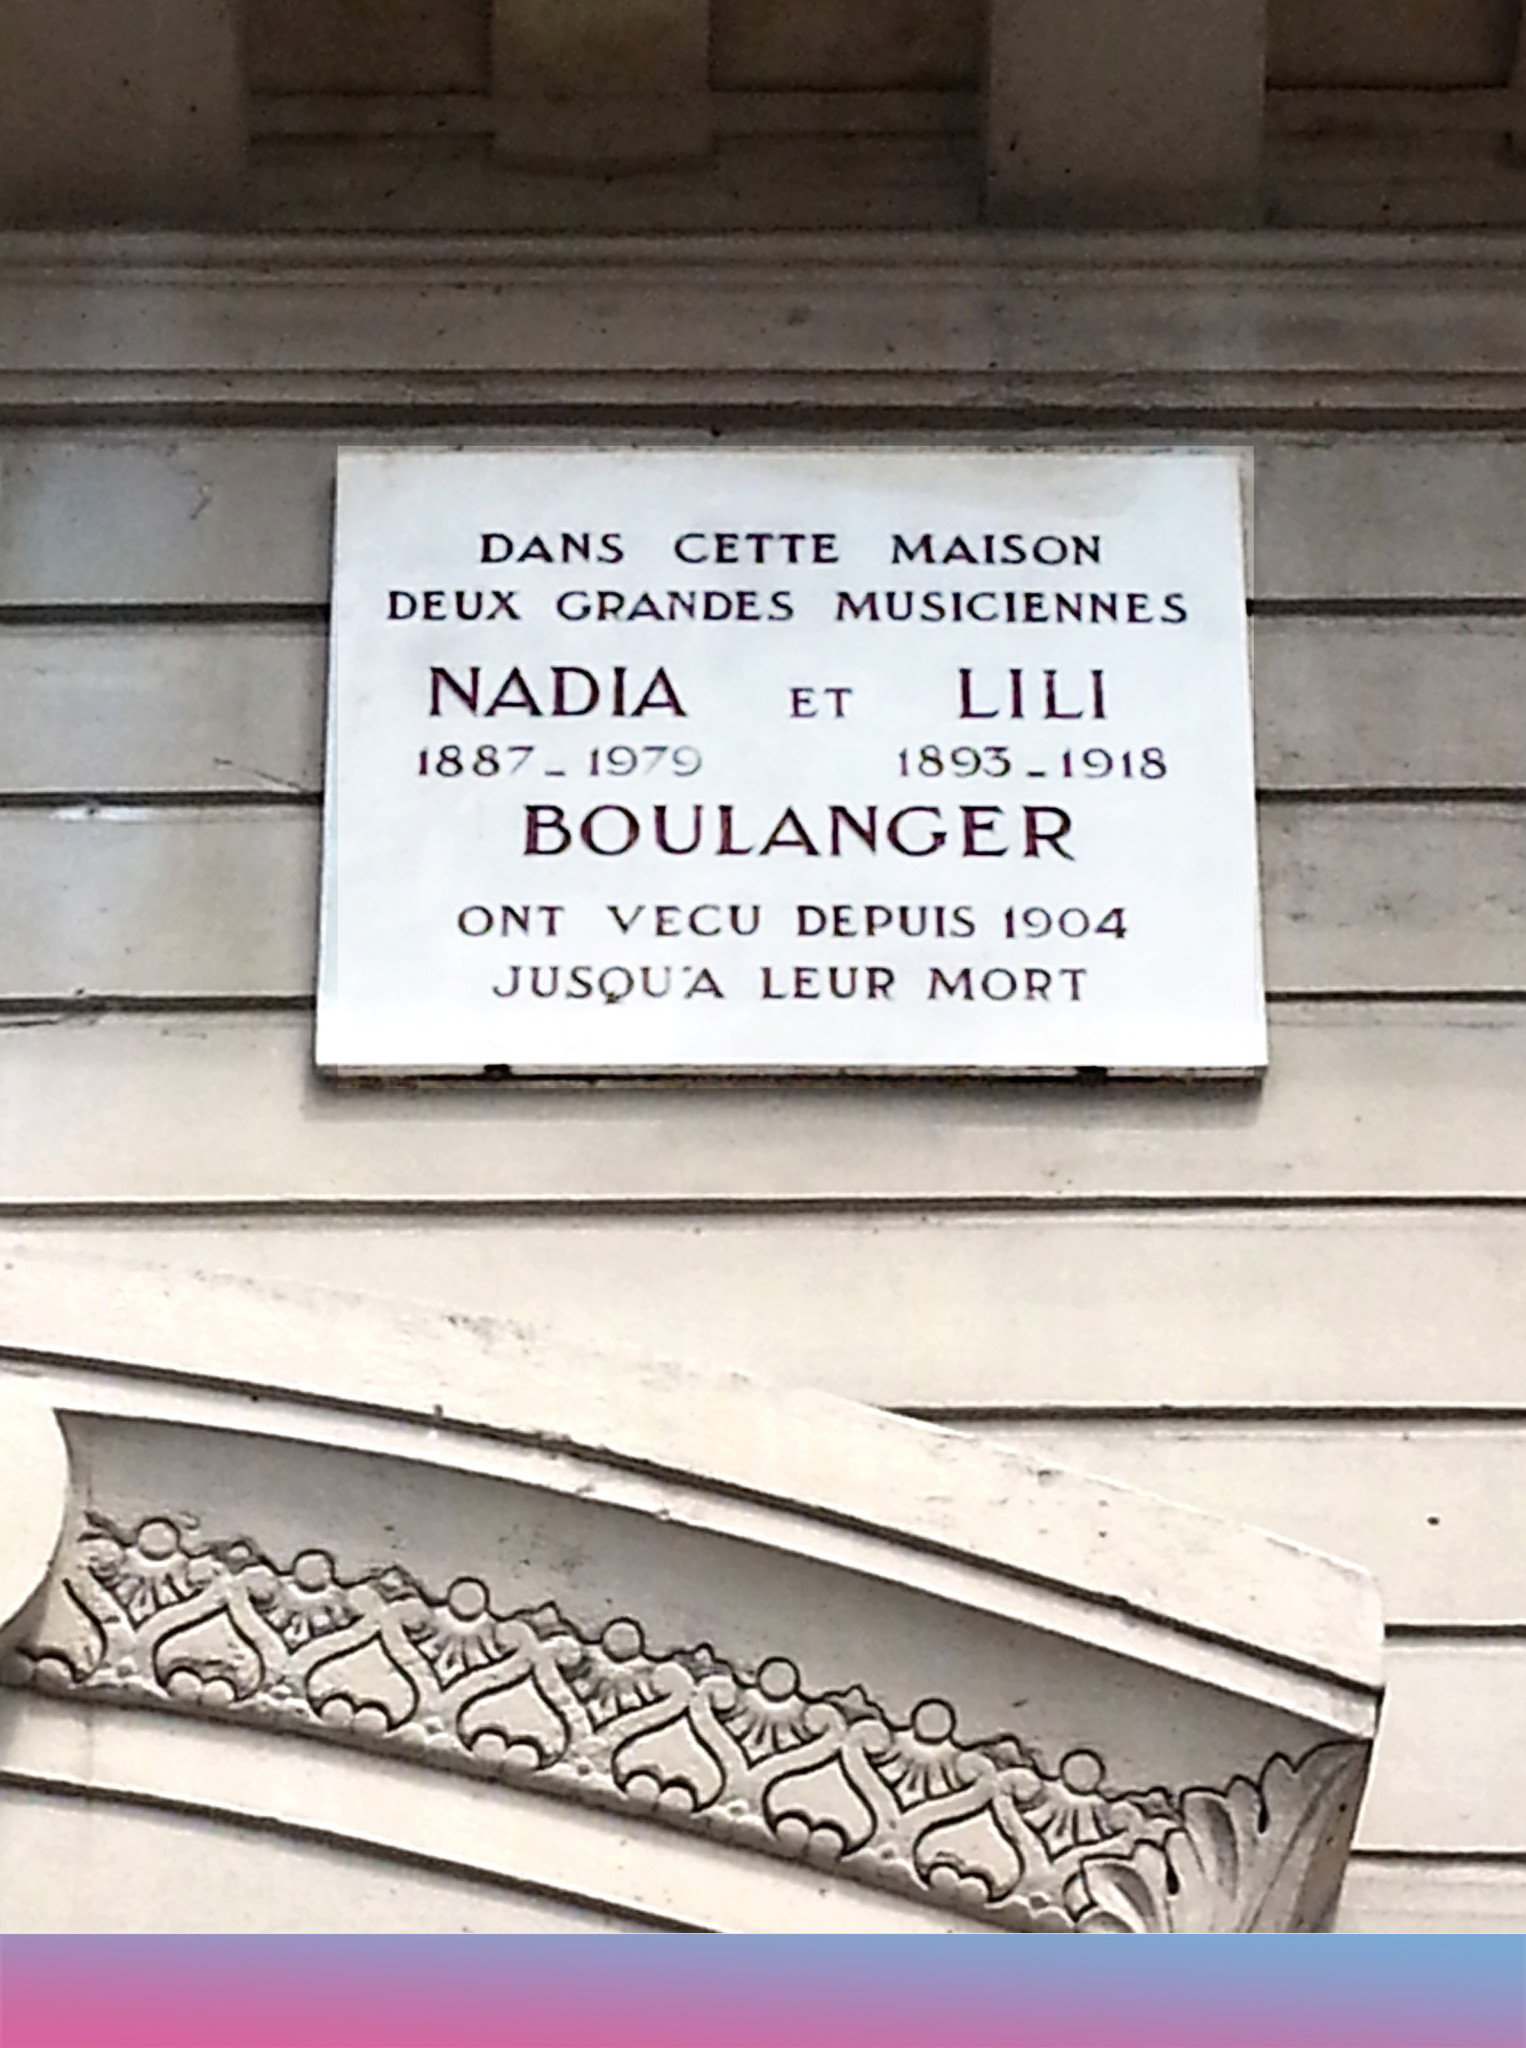 DANS CETTE MAISON
DEUX GRANDES MUSICIENNES
NADIA ET LILI
1887-1979 1893-1918
BOULANGER
ONT VECU DEPUIS 1904
JUSQU'A LEUR MORT